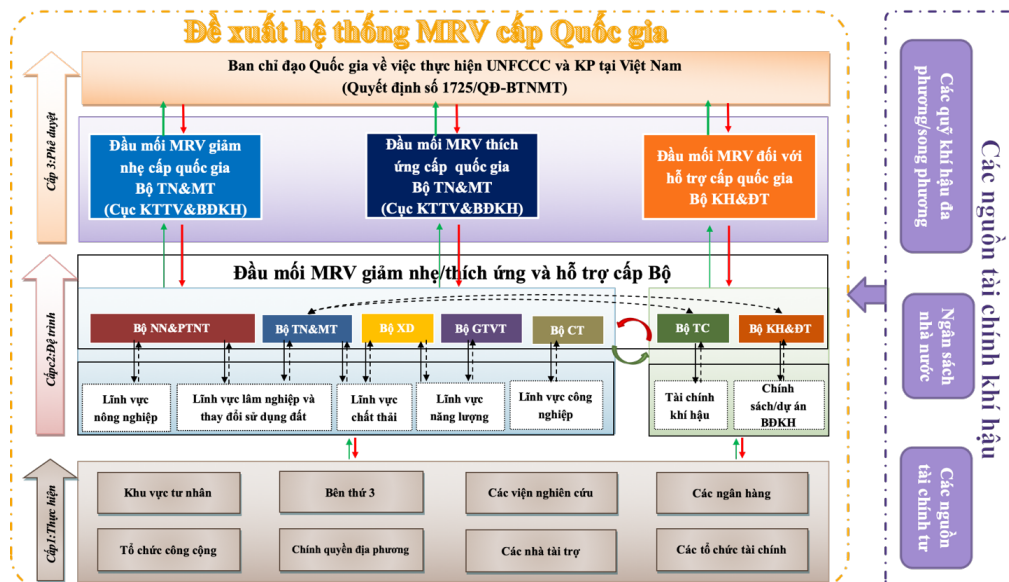 Đề xuất hệ thống MRV cấp Quốc gia
Ban chỉ đạo Quốc gia về việc thực hiện UNFCCC và KP tại Việt Nam
(Quyết định số 1725/QĐ-BTNMT)
Cấp 3:Phê duyệt
Đầu mối MRV giảm
nhẹ cấp quốc gia
Bộ TN&MT
(Cục KTTV&BĐKH)
Đầu mối MRV thích
ứng cấp quốc gia
Bộ TN&MT
(Cục KTTV&BĐKH)
Đầu mối MRV đối với
hỗ trợ cấp quốc gia
Bộ KH&ĐT
Cấpc2:Đệ trình
Đầu mối MRV giảm nhẹ/thích ứng và hỗ trợ cấp Bộ
Bộ NN&PTNT
Bộ TN&MT
Bộ XD
Bộ GTVT
Bộ CT
Bộ TC
Bộ KH&ĐT
Lĩnh vực
nông nghiệp
Lĩnh vực lâm nghiệp và
thay đổi sử dụng đất
Lĩnh vực
chất thải
Lĩnh vực
năng lượng
Lĩnh vực công
nghiệp
Tài chính
khí hậu
Chính
sách/dự án
BĐKH
Cấp1:Thực hiện
Khu vực tư nhân
Bên thứ 3
Các viện nghiên cứu
Các ngân hàng
Tổ chức công cộng
Chính quyền địa phương
Các nhà tài trợ
Các tổ chức tài chính
Các nguồn tài chính khí hậu
Các quỹ khí hậu đa
phương/song phương
Ngân sách
nhà nước
Các nguồn
tài chính tư